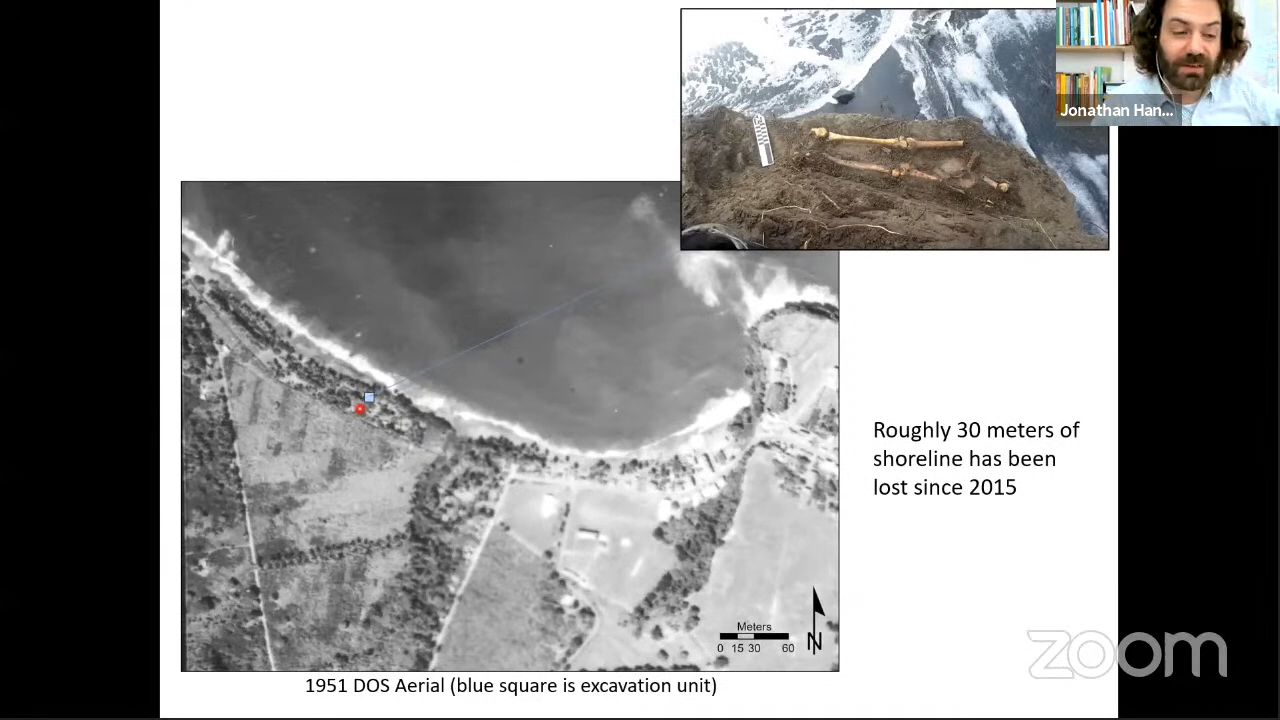 Jonathan Han...
Roughly 30 meters of
shoreline has been
lost since 2015
Meters
0 15 30 60
N
1951 DOS Aerial (blue square is excavation unit)
zoom